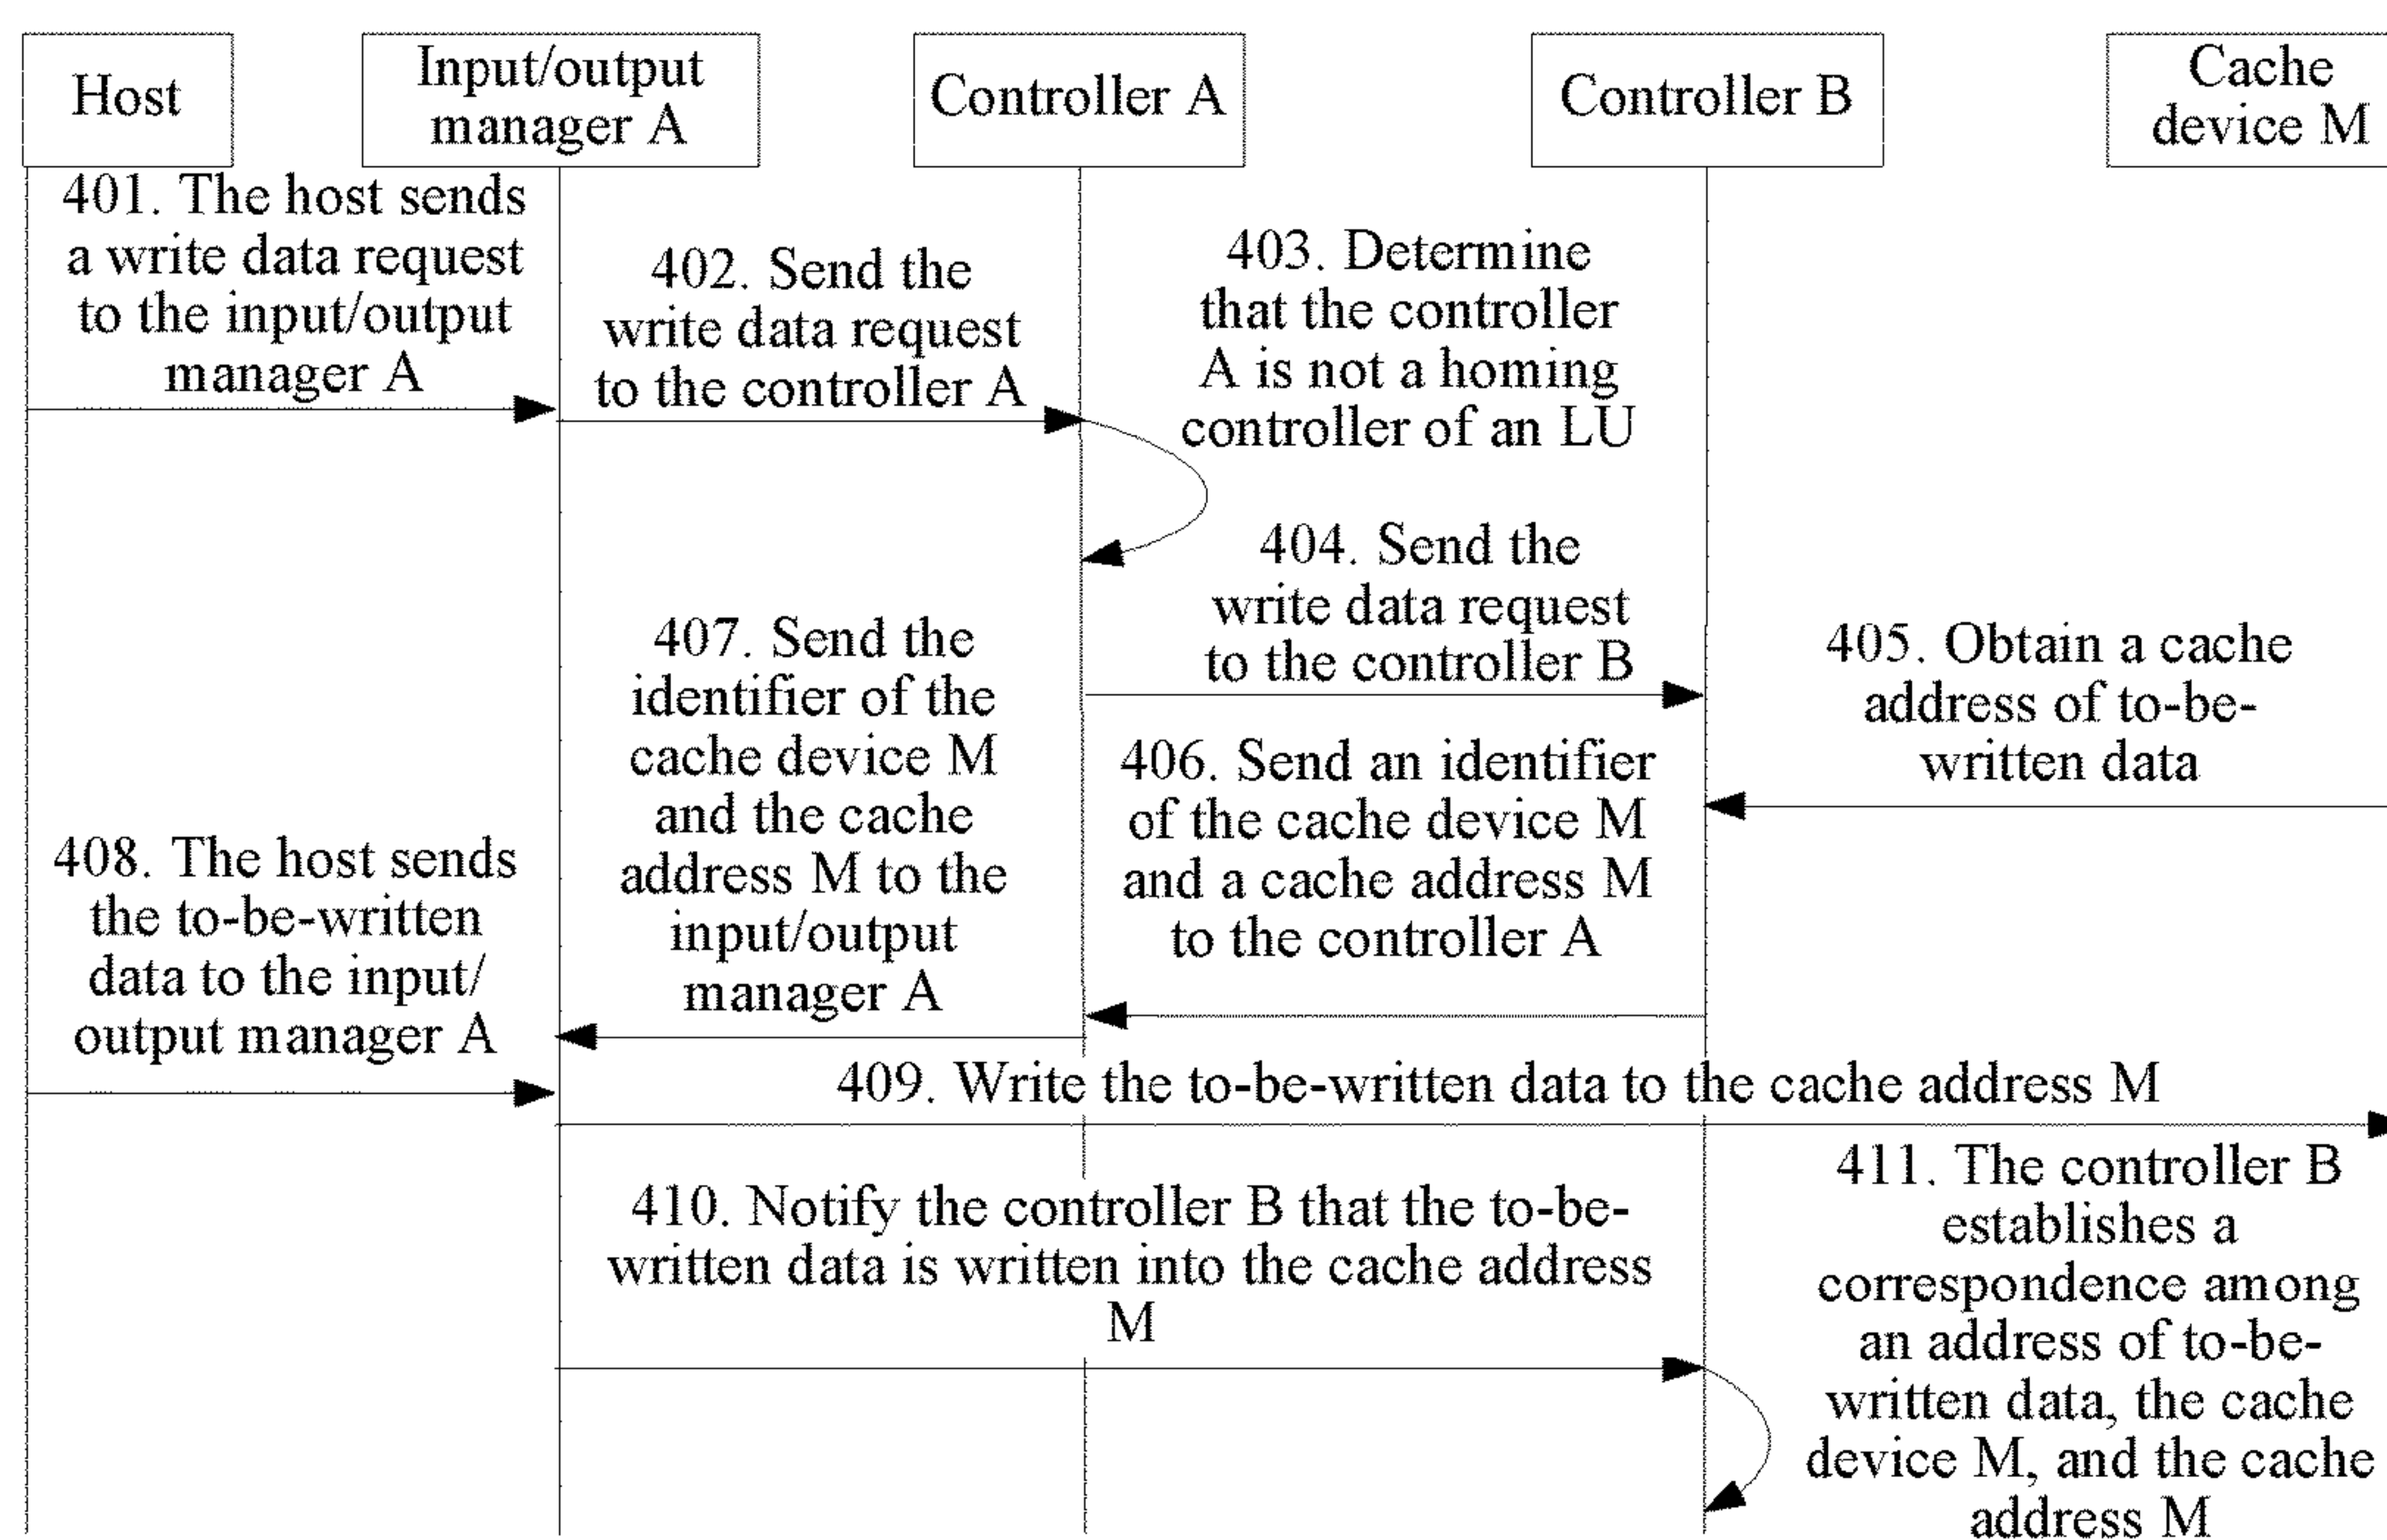 Host
Input/output
manager A
Controller A
Controller B
Cache
device M
401. The host sends
a write data request
to the input/output
manager A
402. Send the
write data request
to the controller A
403. Determine
that the controller
A is not a homing
controller of an LU
404. Send the
write data request
to the controller B
405. Obtain a cache
address of to-be-
written data
406. Send an identifier
of the cache device M
and a cache address M
to the controller A
407. Send the
identifier of the
cache device M
and the cache
address M to the
input/output
manager A
408. The host sends
the to-be-written
data to the input/
output manager A
409. Write the to-be-written data to the cache address M
410. Notify the controller B that the to-be-
written data is written into the cache address
M
411. The controller B
establishes a
correspondence among
an address of to-be-
written data, the cache
device M, and the cache
address M